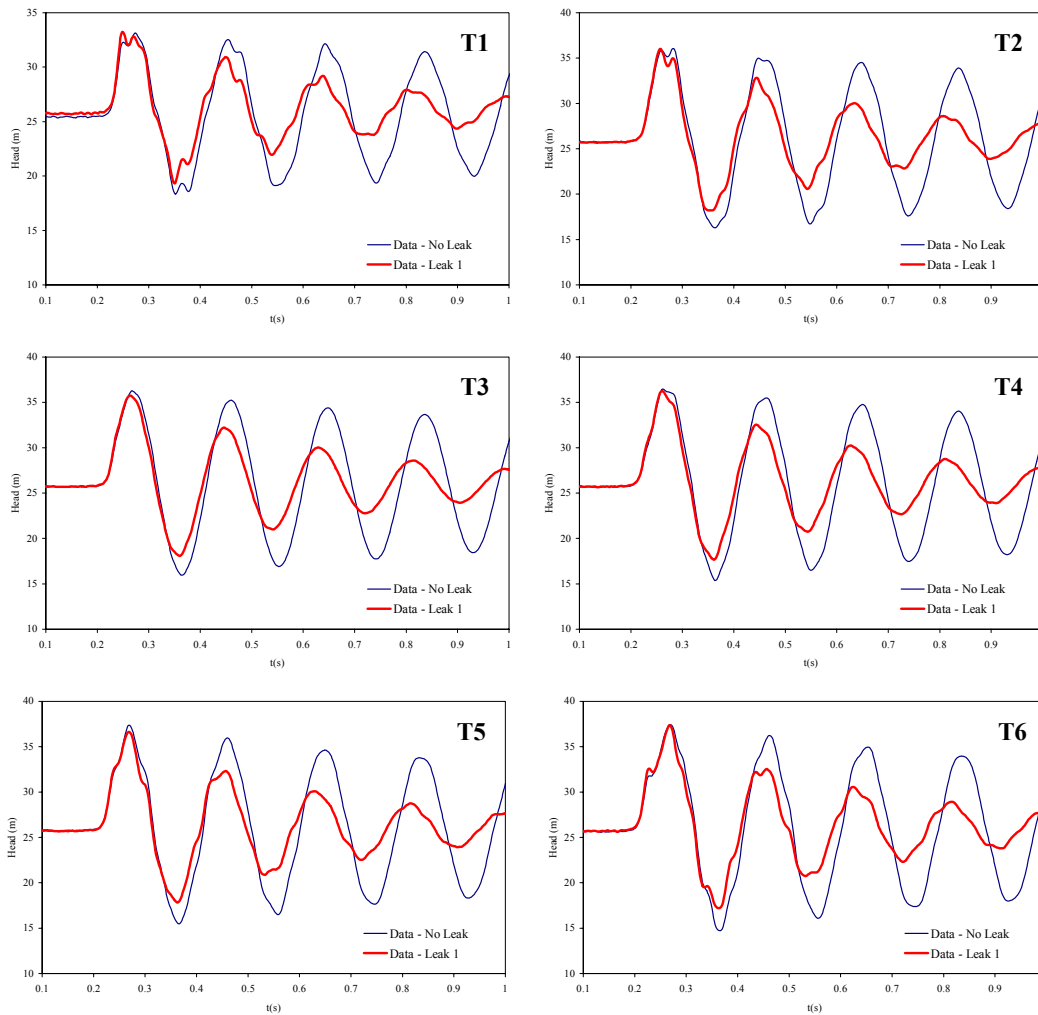 35
T1
30
Head (m)
25
20
15
Data - No Leak
Data - Leak 1
10
0.1 0.2 0.3 0.4 0.5 0.6 0.7 0.8 0.9 1
t(s)
40
T2
35
30
Head (m)
25
20
15
Data - No Leak
Data - Leak 1
10
0.1 0.2 0.3 0.4 0.5 0.6 0.7 0.8 0.9
t(s)
40
T3
35
30
Head (m)
25
20
15
Data - No Leak
Data - Leak 1
10
0.1 0.2 0.3 0.4 0.5 0.6 0.7 0.8 0.9 1
t(s)
40
T4
35
30
Head (m)
25
20
15
Data - No Leak
Data - Leak 1
10
0.1 0.2 0.3 0.4 0.5 0.6 0.7 0.8 0.9
t(s)
40
T5
35
30
Head (m)
25
20
15
Data - No Leak
Data - Leak 1
10
0.1 0.2 0.3 0.4 0.5 0.6 0.7 0.8 0.9 1
t(s)
40
T6
35
30
Head (m)
25
20
15
Data - No Leak
Data - Leak 1
10
0.1 0.2 0.3 0.4 0.5 0.6 0.7 0.8 0.9
t(s)